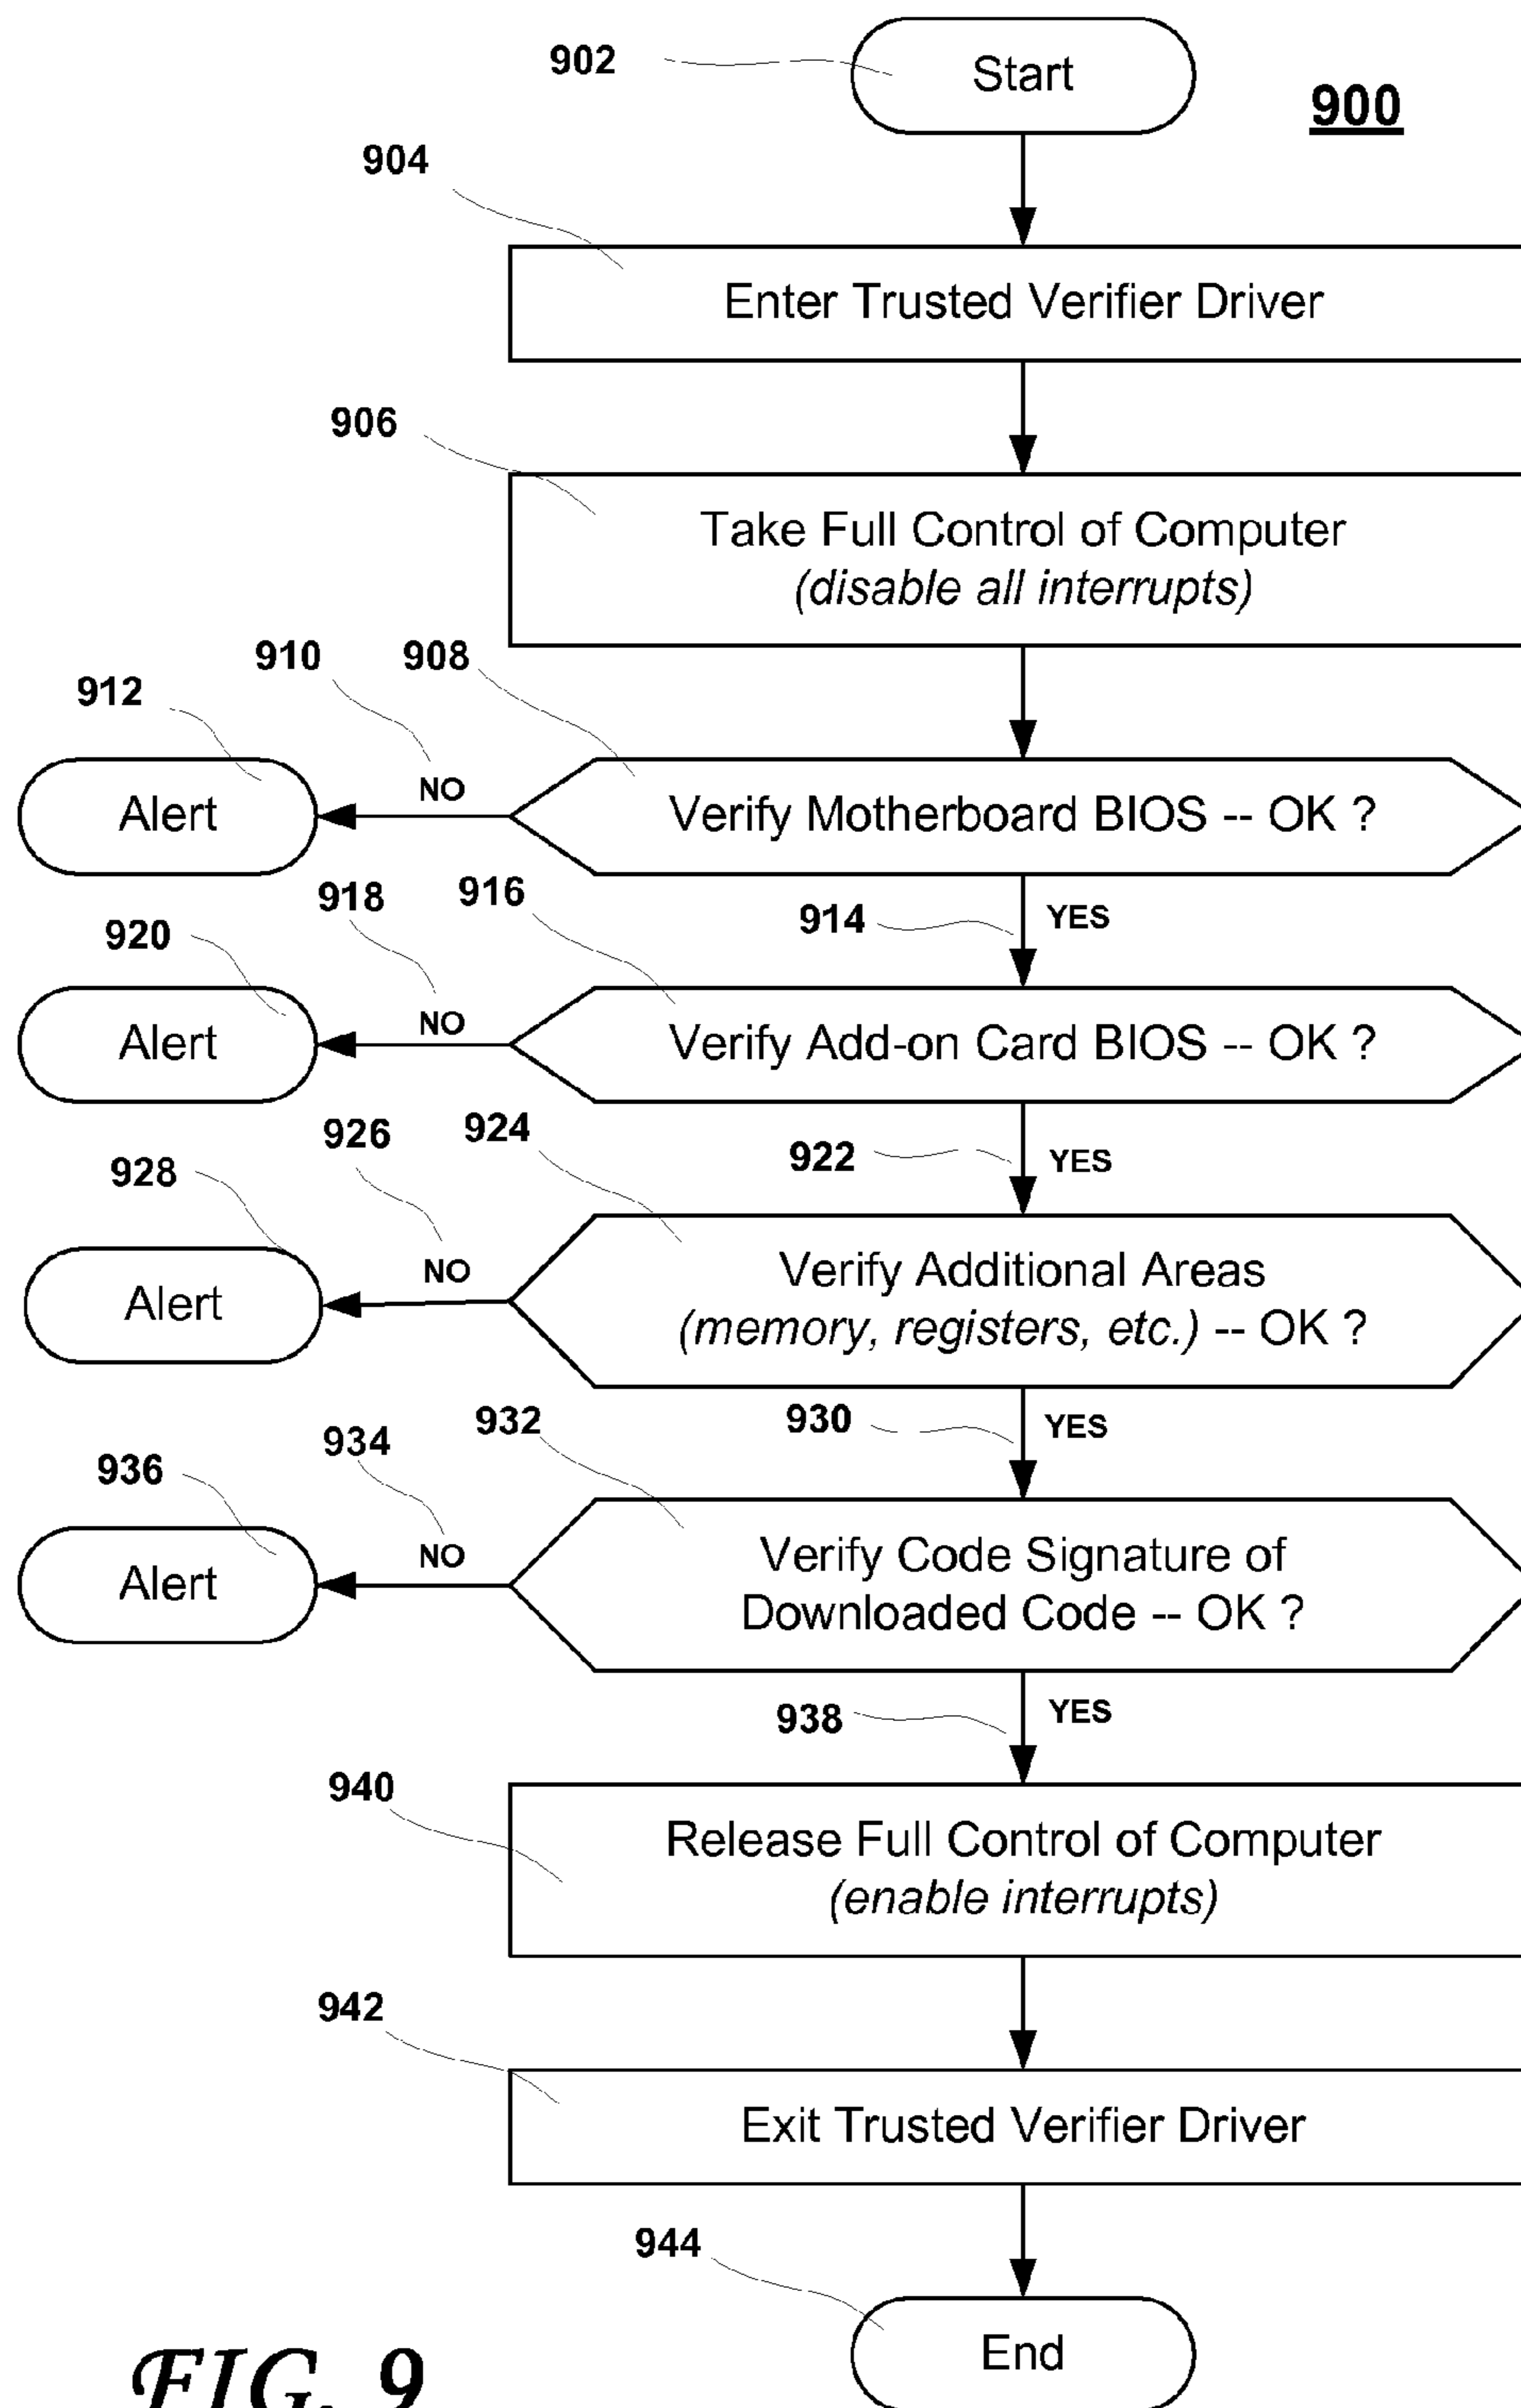 902
Start
900
904
Enter Trusted Verifier Driver
906
Take Full Control of Computer
(disable all interrupts)
910
908
912
Alert
NO
Verify Motherboard BIOS -- OK ?
918
916
914
YES
920
Alert
NO
Verify Add-on Card BIOS -- OK ?
926
924
922
YES
928
Alert
NO
Verify Additional Areas
(memory, registers, etc.) -- OK ?
934
932
930
YES
936
Alert
NO
Verify Code Signature of
Downloaded Code -- OK ?
938
YES
940
Release Full Control of Computer
(enable interrupts)
942
Exit Trusted Verifier Driver
944
End
FIG. 9